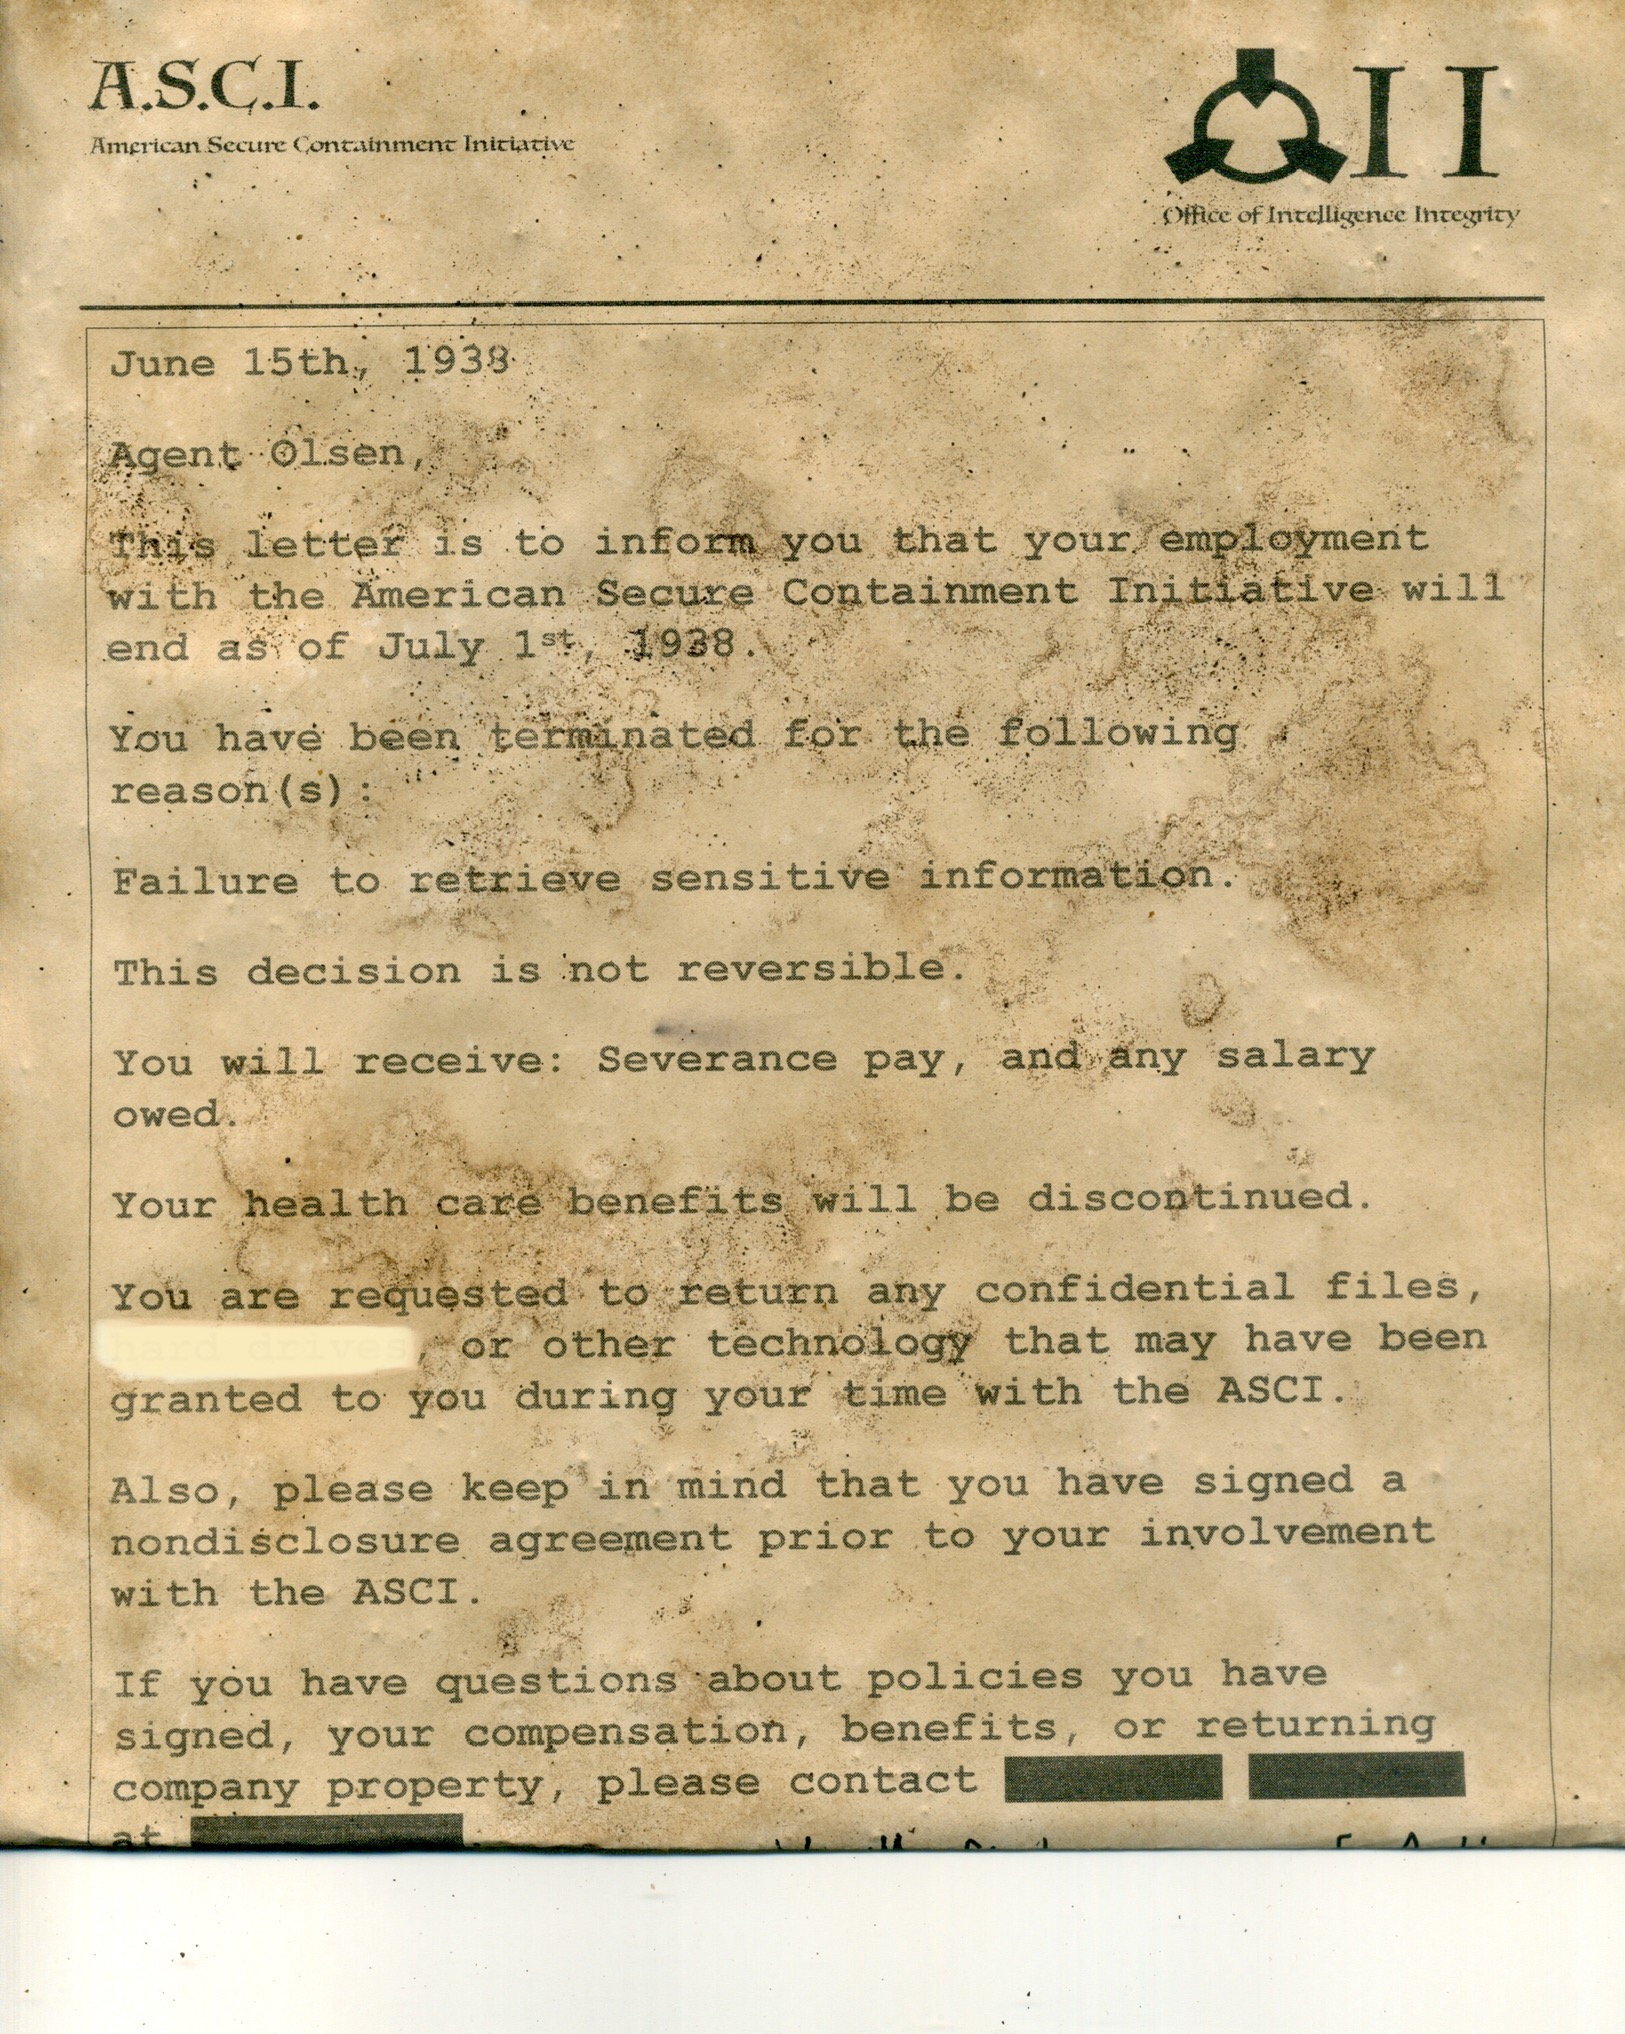 A.S.C.I.
American Secure Containment Initiative
OII
Office of Intelligence Integrity
June 15th, 1938
Agent Olsen,
This letter is to inform you that your employment
with the American Secure Containment Initiative will
end as of July 1st, 1938.
You have been terminated for the following
reason(s):
Failure to retrieve sensitive information.
This decision is not reversible.
You will receive: Severance pay, and any salary
owed.
Your health care benefits will be discontinued.
You are requested to return any confidential files,
, or other technology that may have been
granted to you during your time with the ASCI.
Also, please keep in mind that you have signed a
nondisclosure agreement prior to your involvement
with the ASCI.
If you have questions about policies you have
signed, your compensation, benefits, or returning
company property, please contact
at